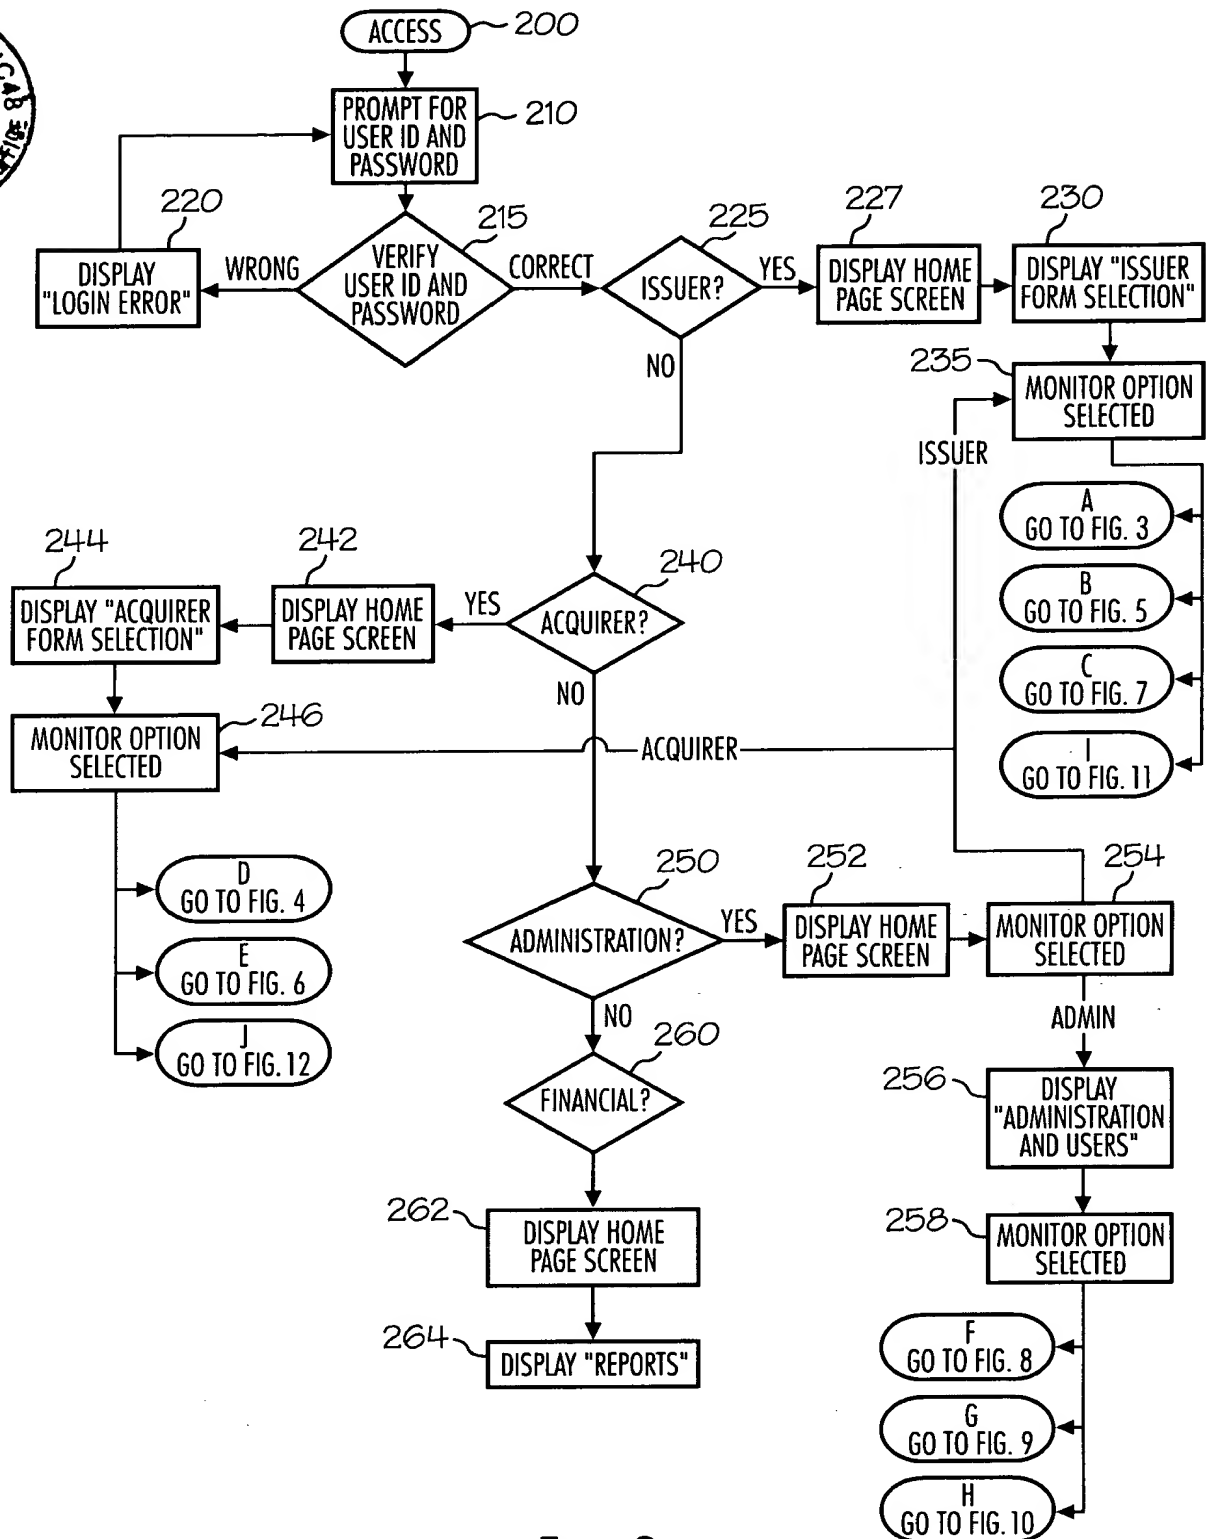 ACCESS
200
PROMPT FOR
USER ID AND
PASSWORD
210
220
DISPLAY
"LOGIN ERROR"
WRONG
215
VERIFY
USER ID AND
PASSWORD
CORRECT
225
ISSUER?
YES
NO
227
DISPLAY HOME
PAGE SCREEN
230
DISPLAY "ISSUER
FORM SELECTION"
235
MONITOR OPTION
SELECTED
ISSUER
A
GO TO FIG. 3
B
GO TO FIG. 5
C
GO TO FIG. 7
I
GO TO FIG. 11
244
DISPLAY "ACQUIRER
FORM SELECTION"
242
DISPLAY HOME
PAGE SCREEN
YES
240
ACQUIRER?
NO
246
MONITOR OPTION
SELECTED
ACQUIRER
D
GO TO FIG. 4
E
GO TO FIG. 6
J
GO TO FIG. 12
250
ADMINISTRATION?
YES
NO
252
DISPLAY HOME
PAGE SCREEN
254
MONITOR OPTION
SELECTED
ADMIN
256
DISPLAY
"ADMINISTRATION
AND USERS"
258
MONITOR OPTION
SELECTED
260
FINANCIAL?
262
DISPLAY HOME
PAGE SCREEN
264
DISPLAY "REPORTS"
F
GO TO FIG. 8
G
GO TO FIG. 9
H
GO TO FIG. 10